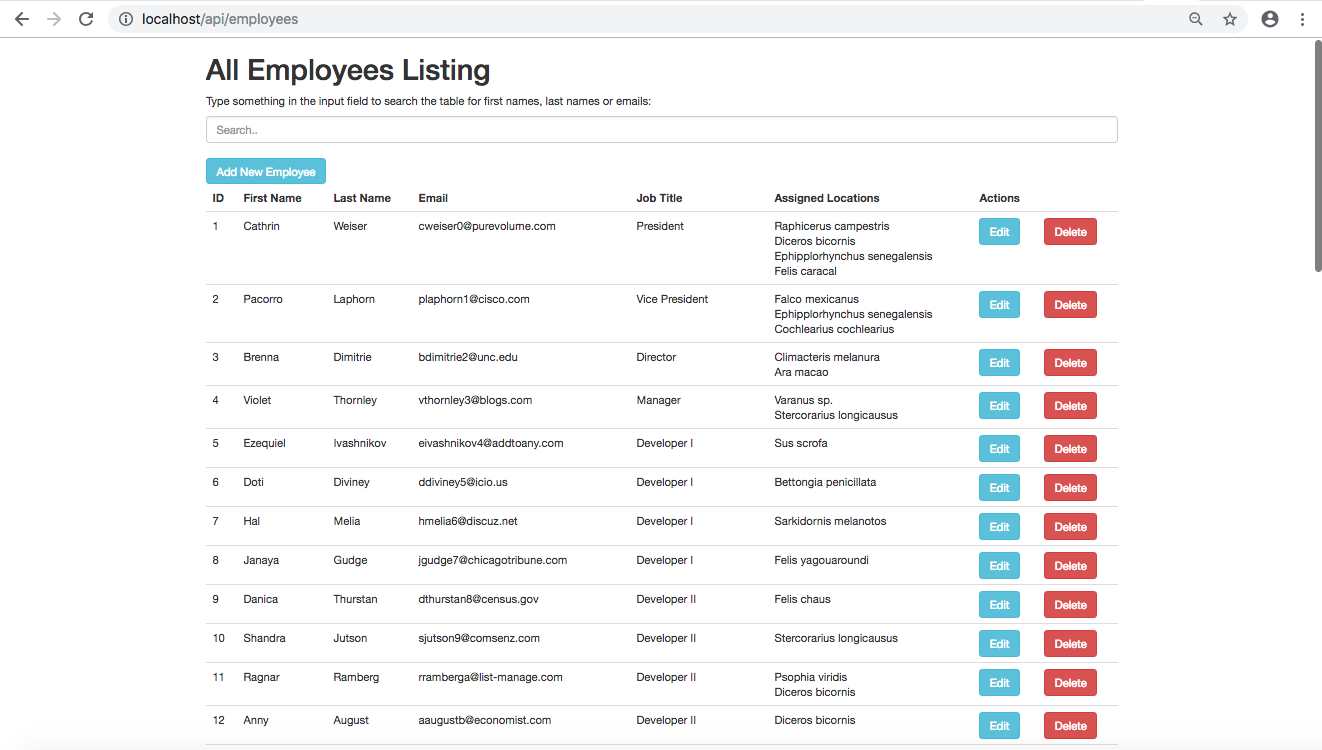 localhost/api/employees
All Employees Listing
Type something in the input field to search the table for first names, last names or emails:
Search..
Add New Employee
ID First Name Last Name Email Job Title Assigned Locations Actions
1 Cathrin Weiser cweiser0@purevolume.com President Raphicerus campestris Edit Delete
Diceros bicornis
Ephipplorhynchus senegalensis
Felis caracal
2 Pacorro Laphorn plaphorn1@cisco.com Vice President Falco mexicanus Edit Delete
Ephipplorhynchus senegalensis
Cochlearius cochlearius
3 Brenna Dimitrie bdimitrie2@unc.edu Director Climacteris melanura Edit Delete
Ara macao
4 Violet Thornley vthornley3@blogs.com Manager Varanus sp. Edit Delete
Stercorarius longicausus
5 Ezequiel Ivashnikov eivashnikov4@addtoany.com Developer I Sus scrofa Edit Delete
6 Doti Diviney ddiviney5@icio.us Developer I Bettongia penicillata Edit Delete
7 Hal Melia hmelia6@discuz.net Developer I Sarkidornis melanotos Edit Delete
8 Janaya Gudge jgudge7@chicagotribune.com Developer I Felis yagouaroundi Edit Delete
9 Danica Thurstan dthurstan8@census.gov Developer II Felis chaus Edit Delete
10 Shandra Jutson sjutson9@comsenz.com Developer II Stercorarius longicausus Edit Delete
11 Ragnar Ramberg rramberga@list-manage.com Developer II Psophia viridis Edit Delete
Diceros bicornis
12 Anny August aaugustb@economist.com Developer II Diceros bicornis Edit Delete